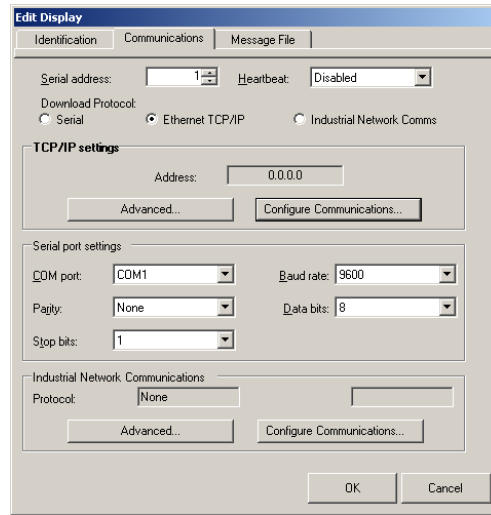 Edit Display
Identification Communications Message File
Serial address: 1 Heartbeat: Disabled
Download Protocol:
Serial Ethernet TCP/IP Industrial Network Comms
TCP/IP settings
Address: 0.0.0.0
Advanced... Configure Communications...
Serial port settings
COM port: COM1 Baud rate: 9600
Parity: None Data bits: 8
Stop bits: 1
Industrial Network Communications
Protocol: None
Advanced... Configure Communications...
OK Cancel